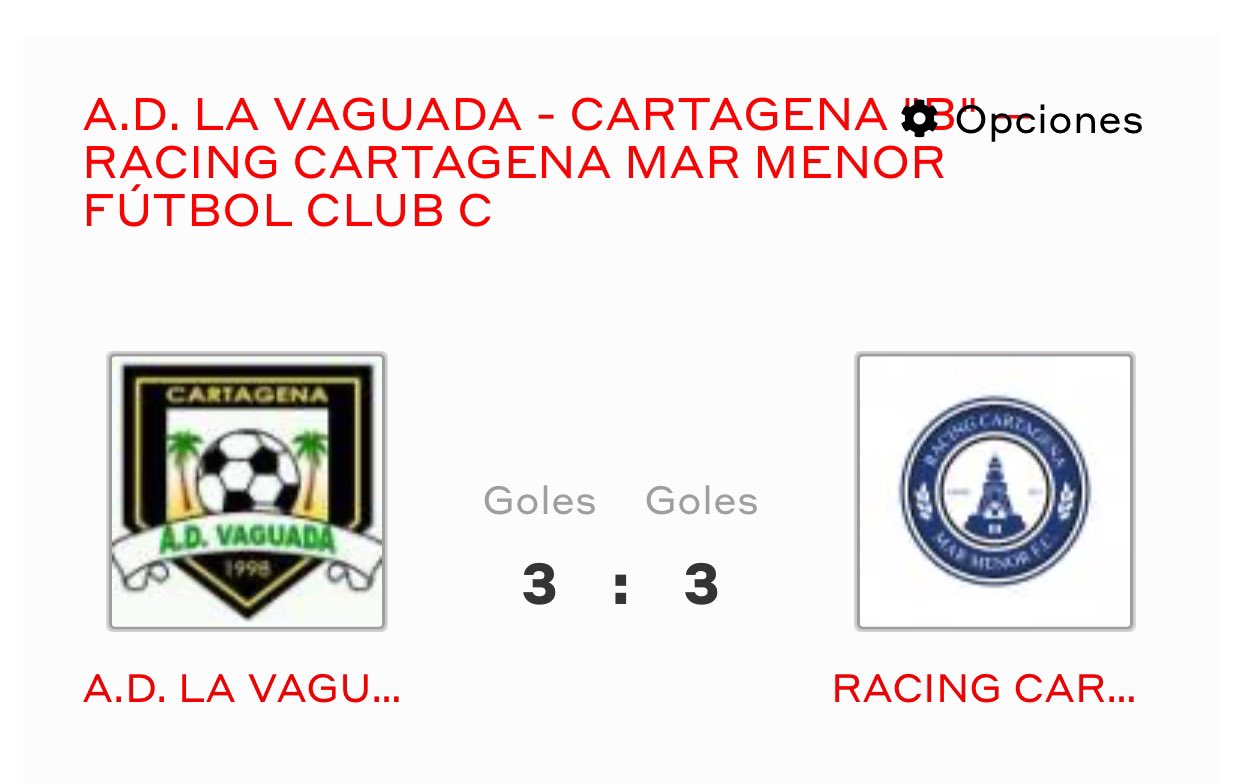 A.D. LA VAGUADA - CARTAGENA "B" –
Opciones
RACING CARTAGENA MAR MENOR
FÚTBOL CLUB C
CARTAGENA
A.D. VAGUADA
1998
Goles Goles
3 : 3
RACING CARTAGENA
MAR MENOR F.C.
A.D. LA VAGU...
RACING CAR...